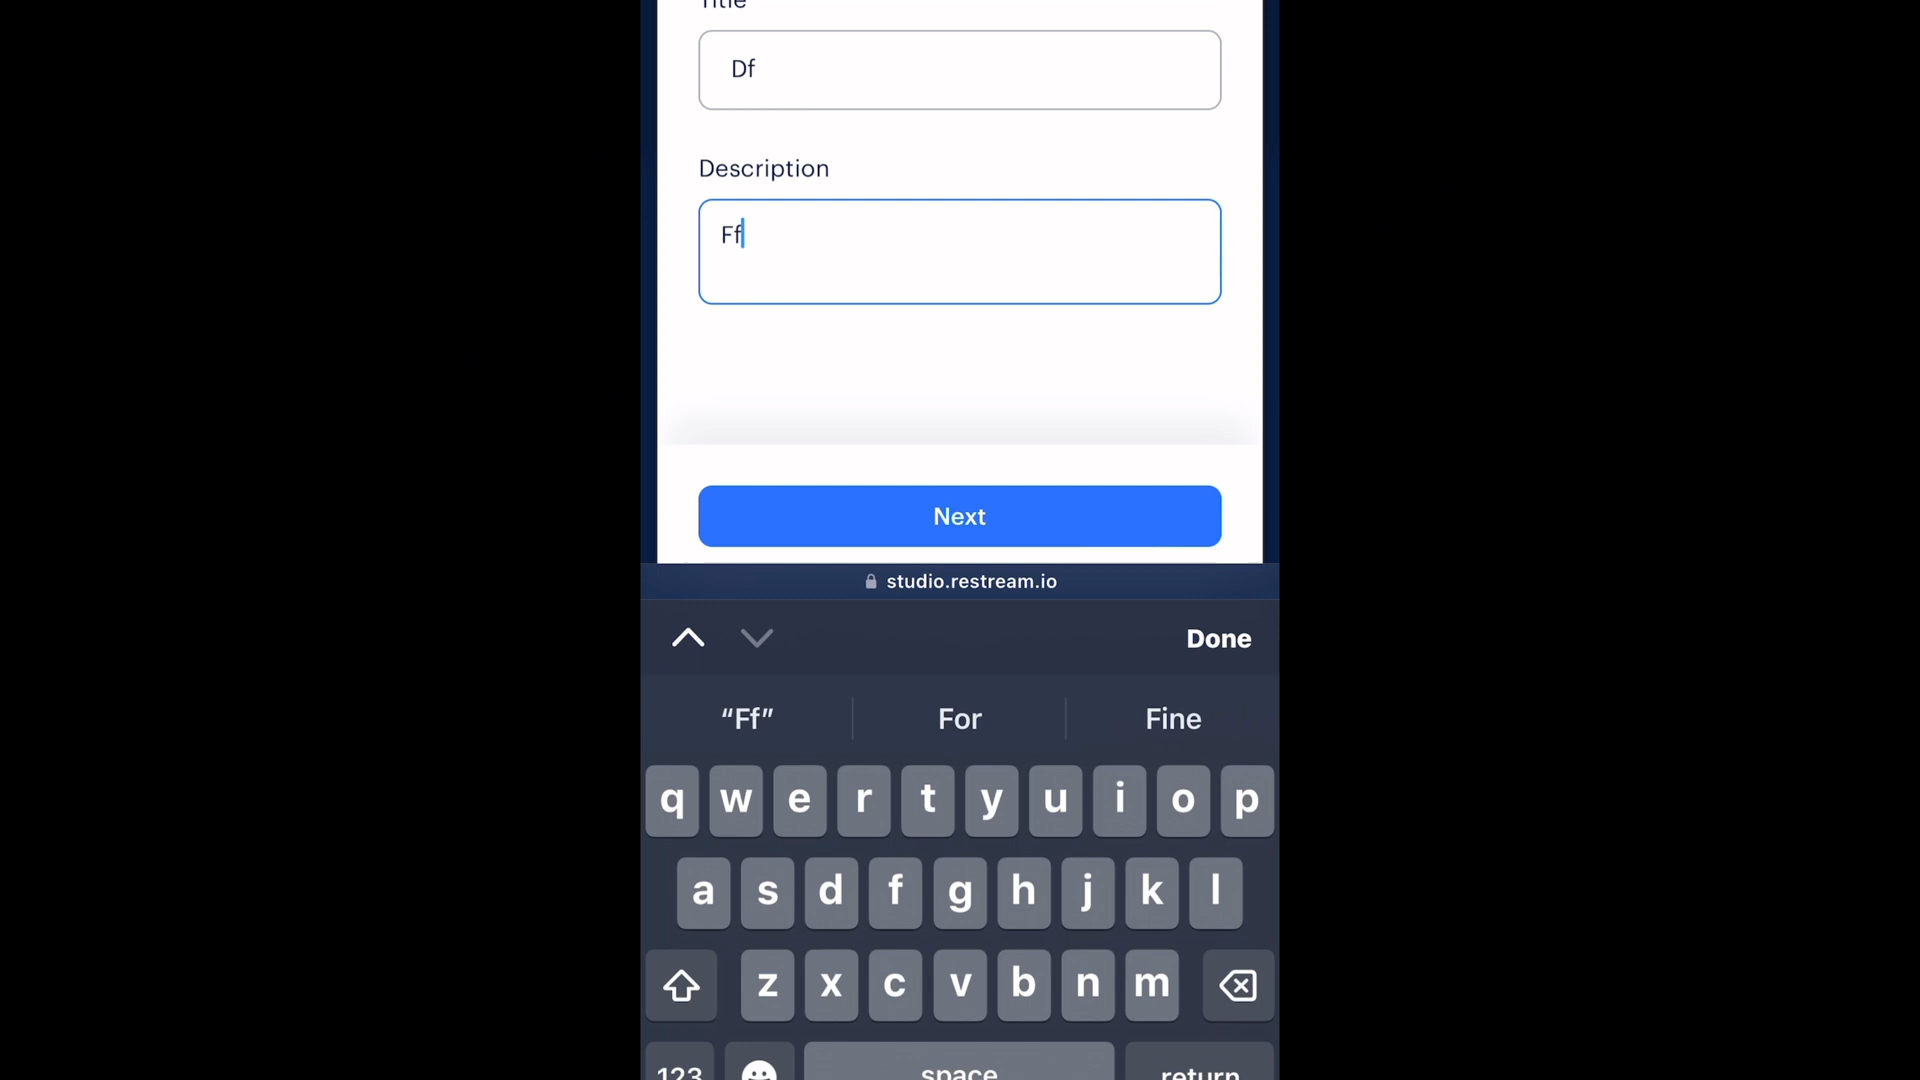 Title
Df
Description
Ff
Next
studio.restream.io
Done
“Ff” For Fine
q w e r t y u i o p
a s d f g h j k l
z x c v b n m
123 space return